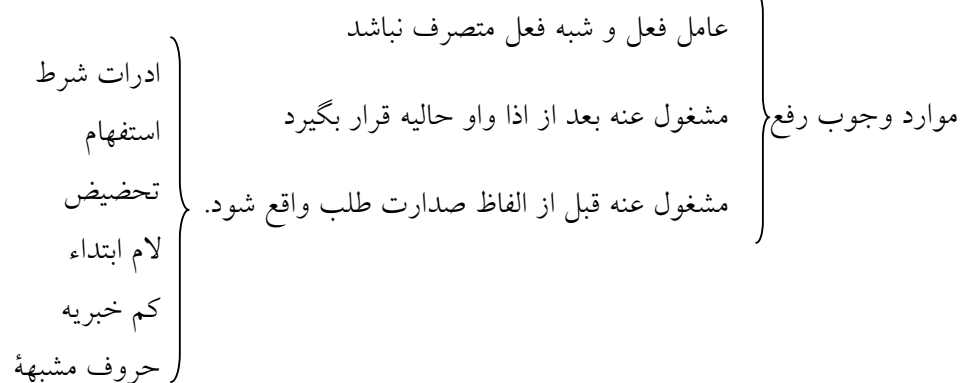 موارد وجوب رفع
عامل فعل و شبه فعل متصرف نباشد
مشغول عنه بعد از اذا واو حالیه قرار بگیرد
مشغول عنه قبل از الفاظ صدارت طلب واقع شود.
ادرات شرط
استفهام
تحضیض
لام ابتداء
کم خبریه
حروف مشبههٔ